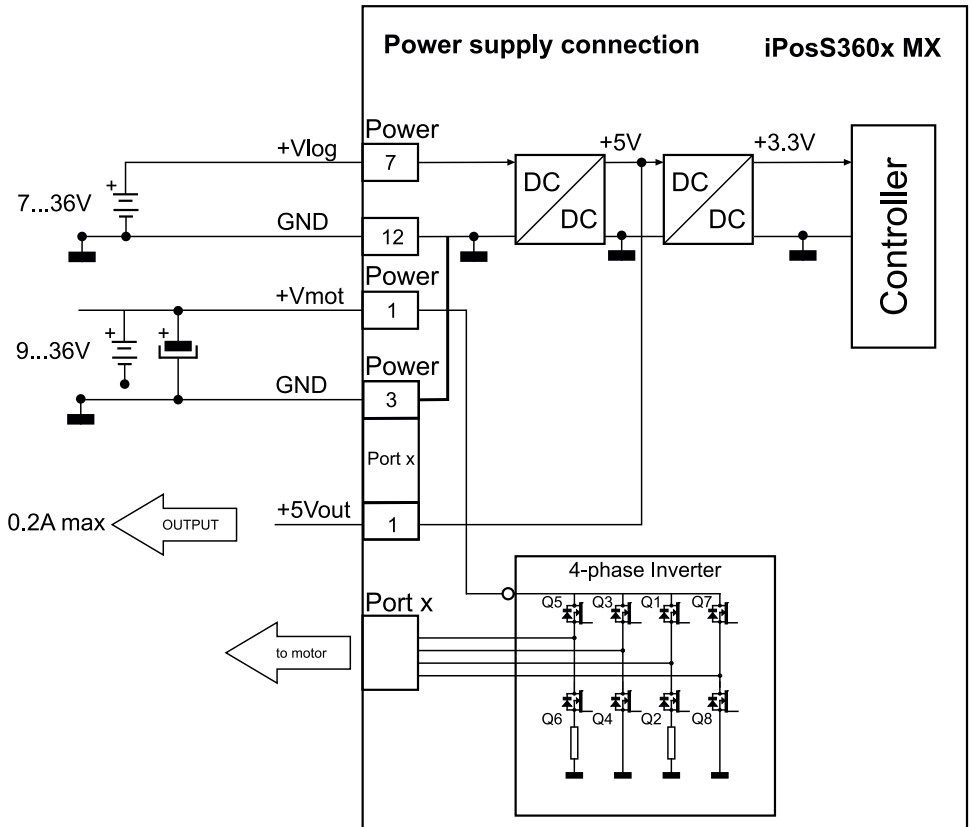 Power supply connection iPosS360x MX
Power
+Vlog
7
+5V
+3.3V
DC
DC
DC
DC
Controller
+
7...36V
GND
12
Power
+Vmot
1
+
+
9...36V
Power
GND
3
Port x
+5Vout
1
0.2A max
OUTPUT
4-phase Inverter
Q5 Q3 Q1 Q7
Port x
to motor
Q6 Q4 Q2 Q8